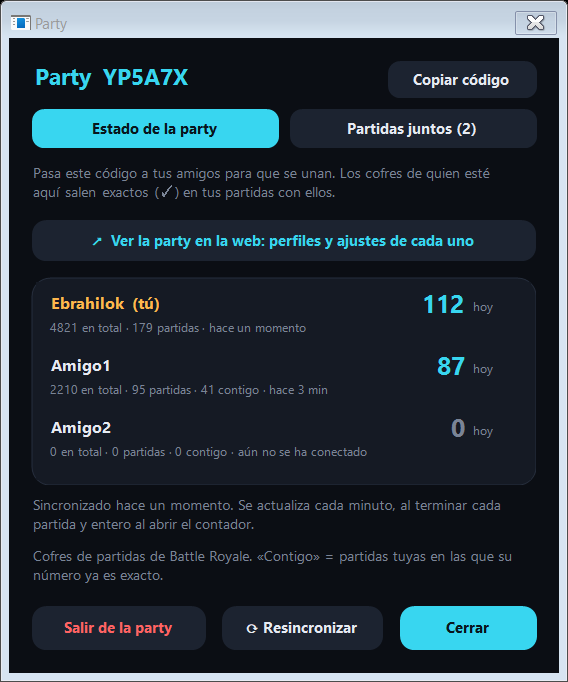 Party
Party YP5A7X
Copiar código
Estado de la party
Partidas juntos (2)
Pasa este código a tus amigos para que se unan. Los cofres de quien esté
aquí salen exactos (✓) en tus partidas con ellos.
↗ Ver la party en la web: perfiles y ajustes de cada uno
Ebrahilok (tú)
112 hoy
4821 en total · 179 partidas · hace un momento
Amigo1
87 hoy
2210 en total · 95 partidas · 41 contigo · hace 3 min
Amigo2
0 hoy
0 en total · 0 partidas · 0 contigo · aún no se ha conectado
Sincronizado hace un momento. Se actualiza cada minuto, al terminar cada
partida y entero al abrir el contador.
Cofres de partidas de Battle Royale. «Contigo» = partidas tuyas en las que su
número ya es exacto.
Salir de la party
⟳ Resincronizar
Cerrar